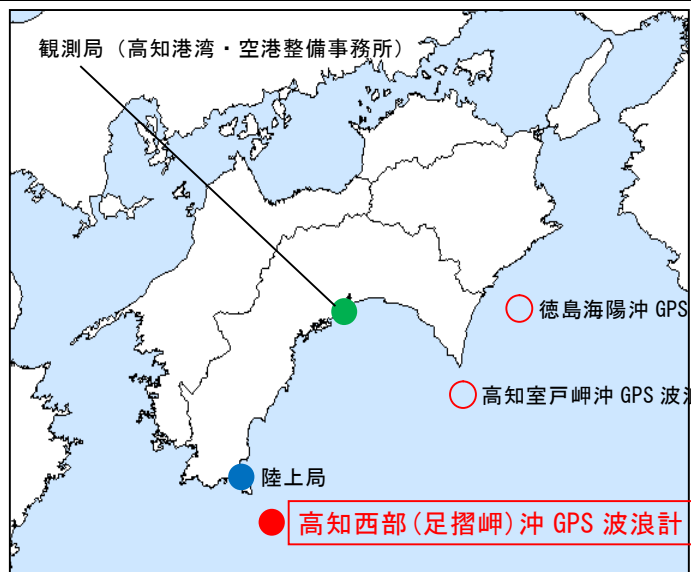 観測局（高知港湾・空港整備事務所）
徳島海陽沖 GPS
高知室戸岬沖 GPS 波
陸上局
高知西部(足摺岬)沖 GPS 波浪計